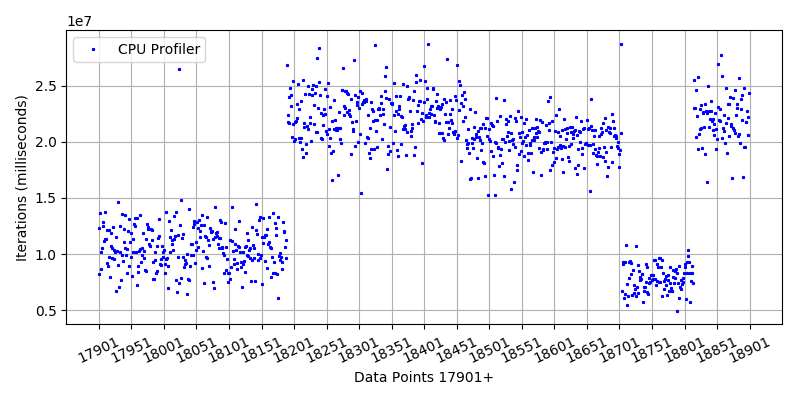 1e7
CPU Profiler
2.5
2.0
1.5
1.0
0.5
Iterations (milliseconds)
17901 17951 18001 18051 18101 18151 18201 18251 18301 18351 18401 18451 18501 18551 18601 18651 18701 18751 18801 18851 18901
Data Points 17901+